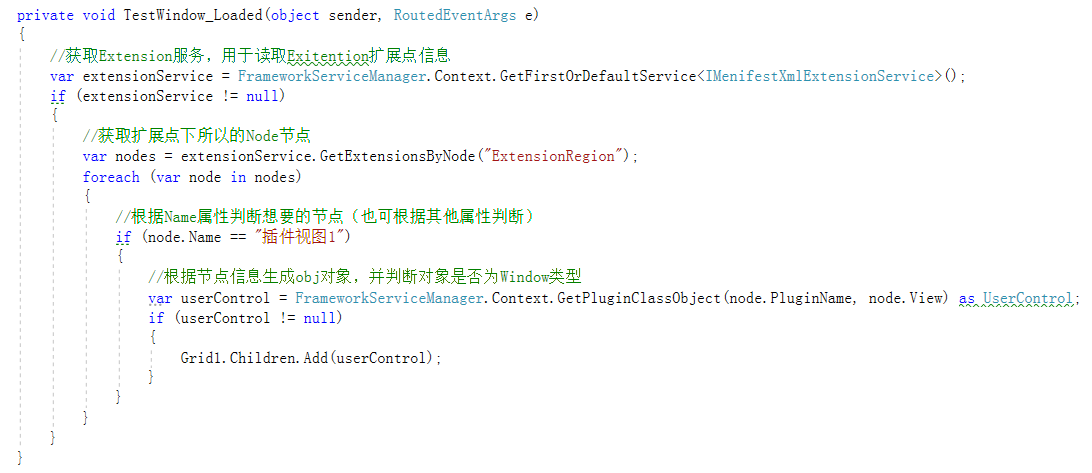 private void TestWindow_Loaded(object sender, RoutedEventArgs e)
{
    //获取Extension服务，用于读取Exitention扩展点信息
    var extensionService = FrameworkServiceManager.Context.GetFirstOrDefaultService<IMenifestXmlExtensionService>();
    if (extensionService != null)
    {
        //获取扩展点下所以的Node节点
        var nodes = extensionService.GetExtensionsByNode("ExtensionRegion");
        foreach (var node in nodes)
        {
            //根据Name属性判断想要的节点（也可根据其他属性判断）
            if (node.Name == "插件视图1")
            {
                //根据节点信息生成obj对象，并判断对象是否为Window类型
                var userControl = FrameworkServiceManager.Context.GetPluginClassObject(node.PluginName, node.View) as UserControl;
                if (userControl != null)
                {
                    Grid1.Children.Add(userControl);
                }
            }
        }
    }
}